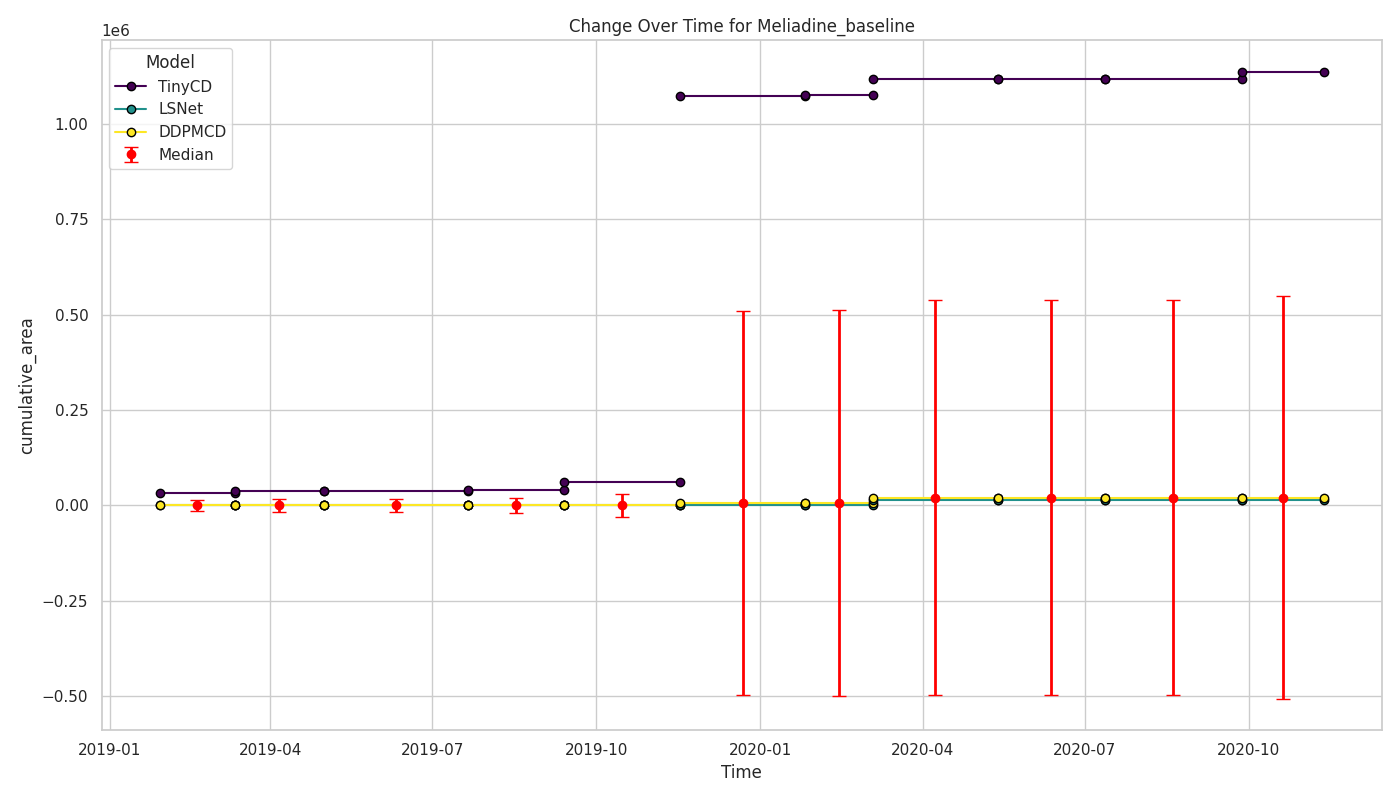 Change Over Time for Meliadine_baseline
1e6
Model
TinyCD
LSNet
DDPMCD
Median
1.00
0.75
0.50
0.25
0.00
−0.25
−0.50
cumulative_area
2019-01 2019-04 2019-07 2019-10 2020-01 2020-04 2020-07 2020-10
Time